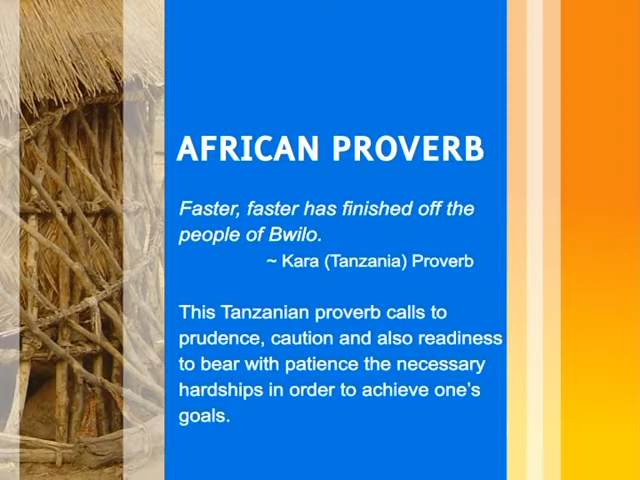 AFRICAN PROVERB
Faster, faster has finished off the
people of Bwilo.
~ Kara (Tanzania) Proverb
This Tanzanian proverb calls to
prudence, caution and also readiness
to bear with patience the necessary
hardships in order to achieve one's
goals.